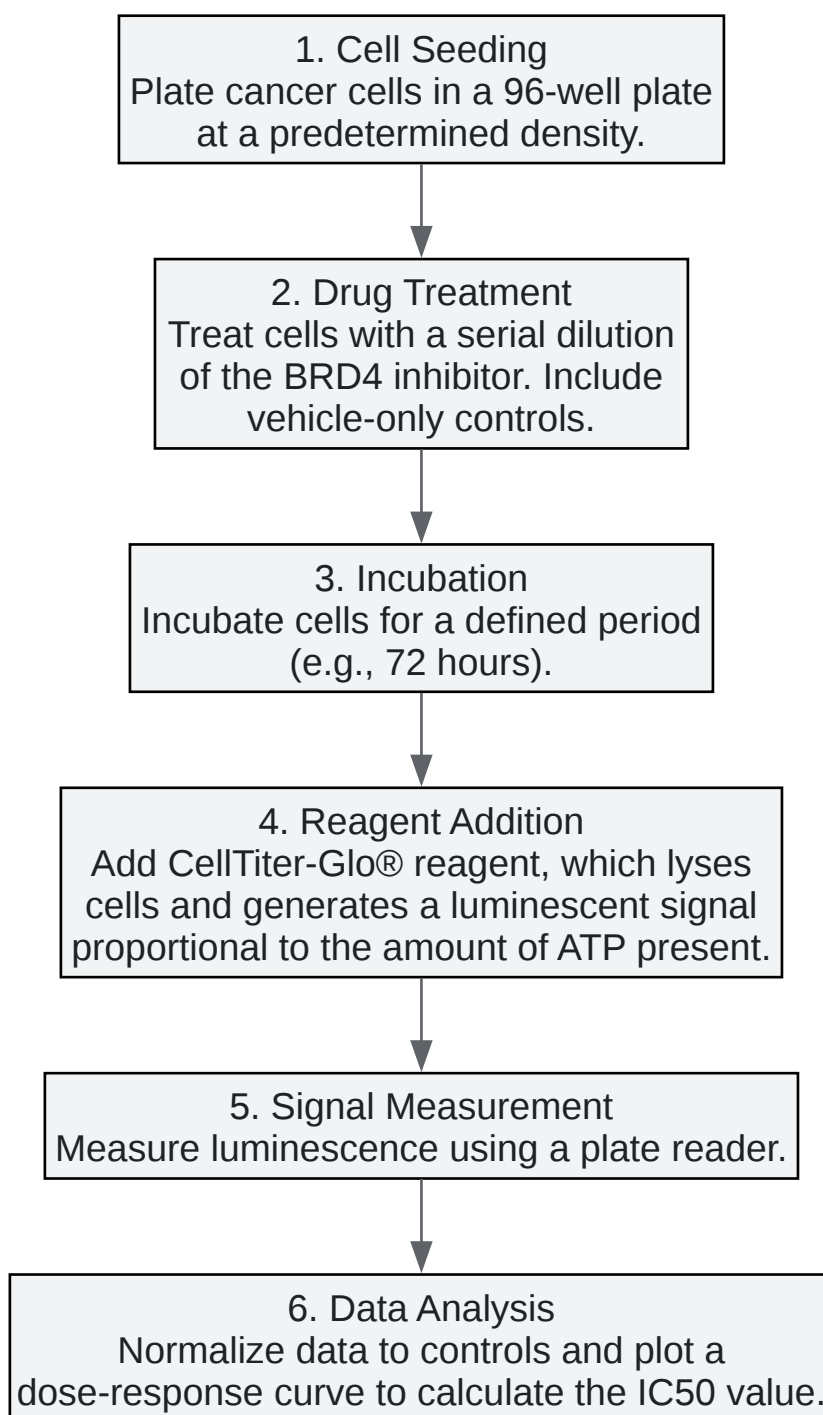 1. Cell Seeding
Plate cancer cells in a 96-well plate
at a predetermined density.
2. Drug Treatment
Treat cells with a serial dilution
of the BRD4 inhibitor. Include
vehicle-only controls.
3. Incubation
Incubate cells for a defined period
(e.g., 72 hours).
4. Reagent Addition
Add CellTiter-Glo® reagent, which lyses
cells and generates a luminescent signal
proportional to the amount of ATP present.
5. Signal Measurement
Measure luminescence using a plate reader.
6. Data Analysis
Normalize data to controls and plot a
dose-response curve to calculate the IC50 value.